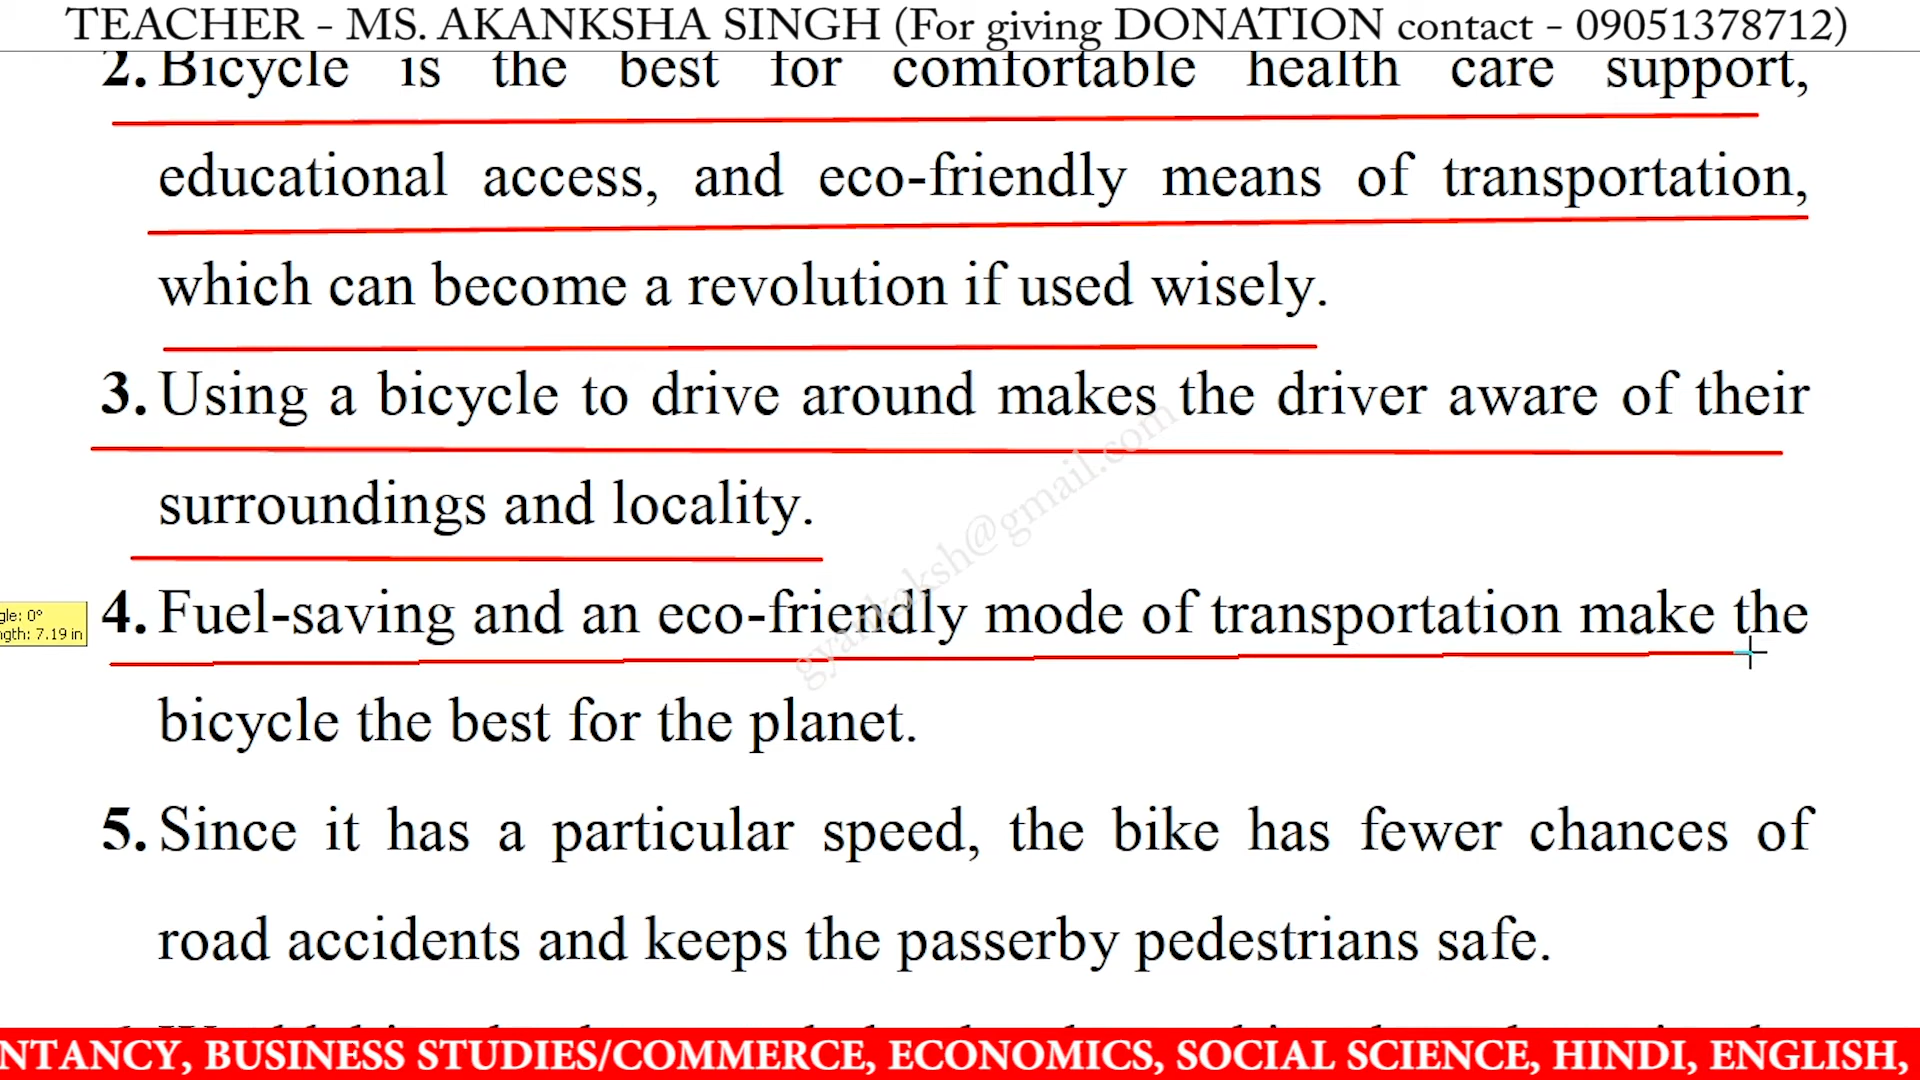 TEACHER - MS. AKANKSHA SINGH (For giving DONATION contact - 09051378712)
2. Bicycle is the best for comfortable health care support,
educational access, and eco-friendly means of transportation,
which can become a revolution if used wisely.
3. Using a bicycle to drive around makes the driver aware of their
surroundings and locality.
gyankaksh@gmail.com
gle: 0°
ngth: 7.19 in
4. Fuel-saving and an eco-friendly mode of transportation make the
bicycle the best for the planet.
5. Since it has a particular speed, the bike has fewer chances of
road accidents and keeps the passerby pedestrians safe.
NTANCY, BUSINESS STUDIES/COMMERCE, ECONOMICS, SOCIAL SCIENCE, HINDI, ENGLISH,